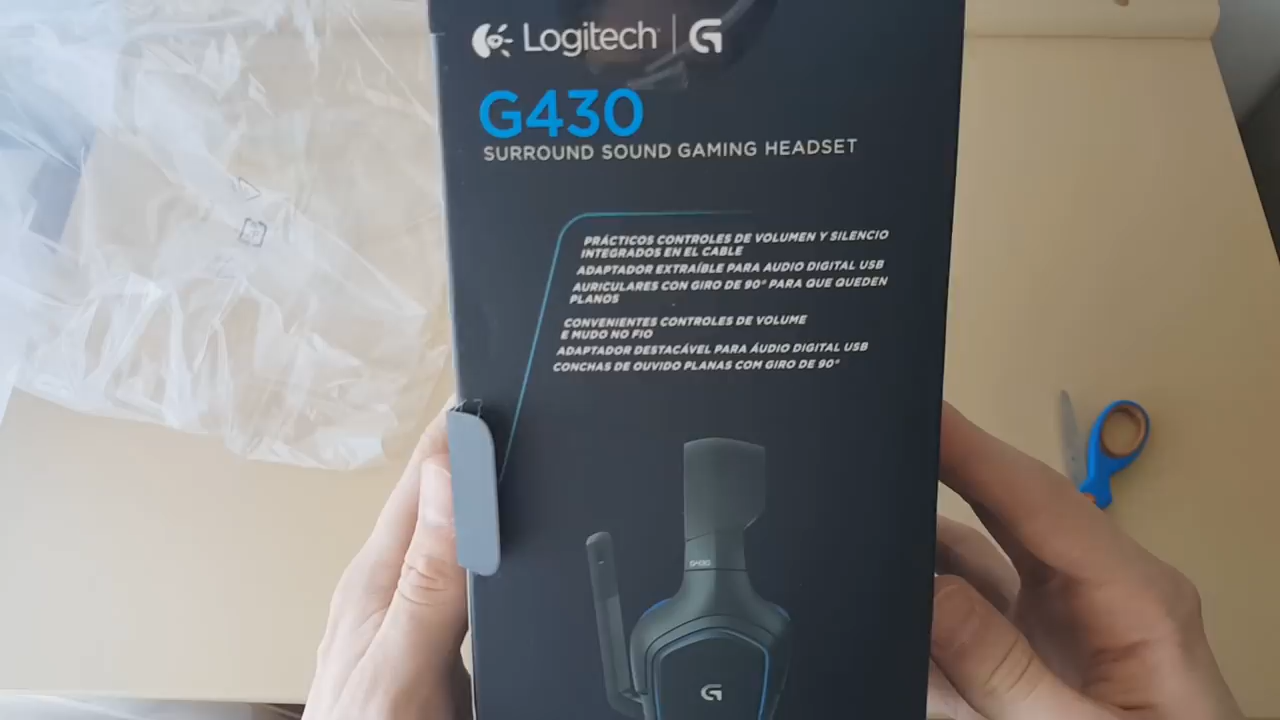 Logitech G
G430
SURROUND SOUND GAMING HEADSET
PRÁCTICOS CONTROLES DE VOLUMEN Y SILENCIO
INTEGRADOS EN EL CABLE
ADAPTADOR EXTRAÍBLE PARA AUDIO DIGITAL USB
AURICULARES CON GIRO DE 90° PARA QUE QUEDEN
PLANOS
CONVENIENTES CONTROLES DE VOLUME
E MUDO NO FIO
ADAPTADOR DESTACÁVEL PARA ÁUDIO DIGITAL USB
CONCHAS DE OUVIDO PLANAS COM GIRO DE 90°
G430
G